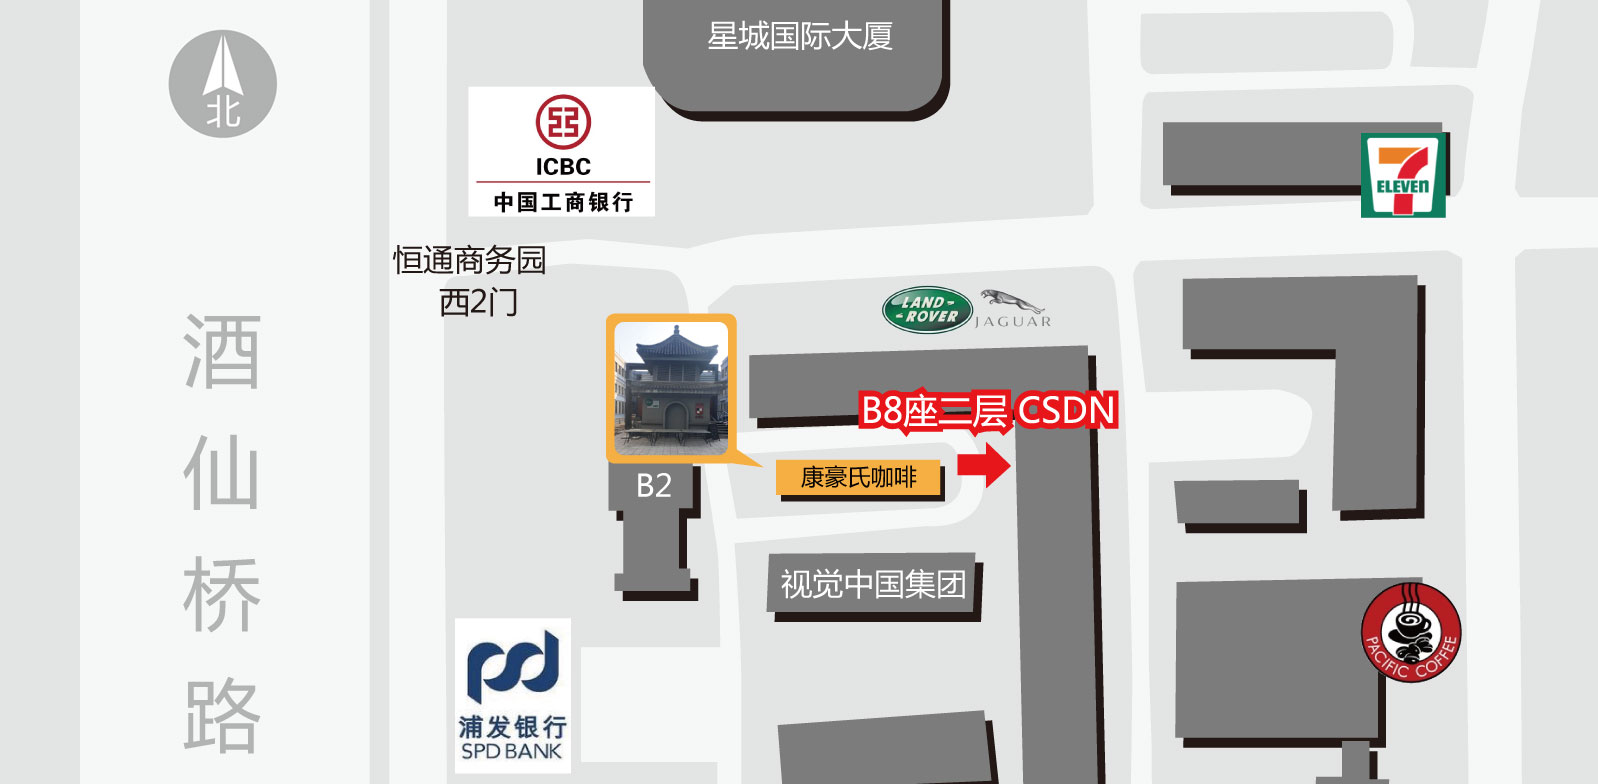 星城国际大厦
北
ICBC
中国工商银行
7
ELEVEN
恒通商务园
西2门
LAND-
-ROVER
JAGUAR
酒仙桥路
B8座二层 CSDN
康豪氏咖啡
B2
视觉中国集团
浦发银行
SPD BANK
PACIFIC COFFEE